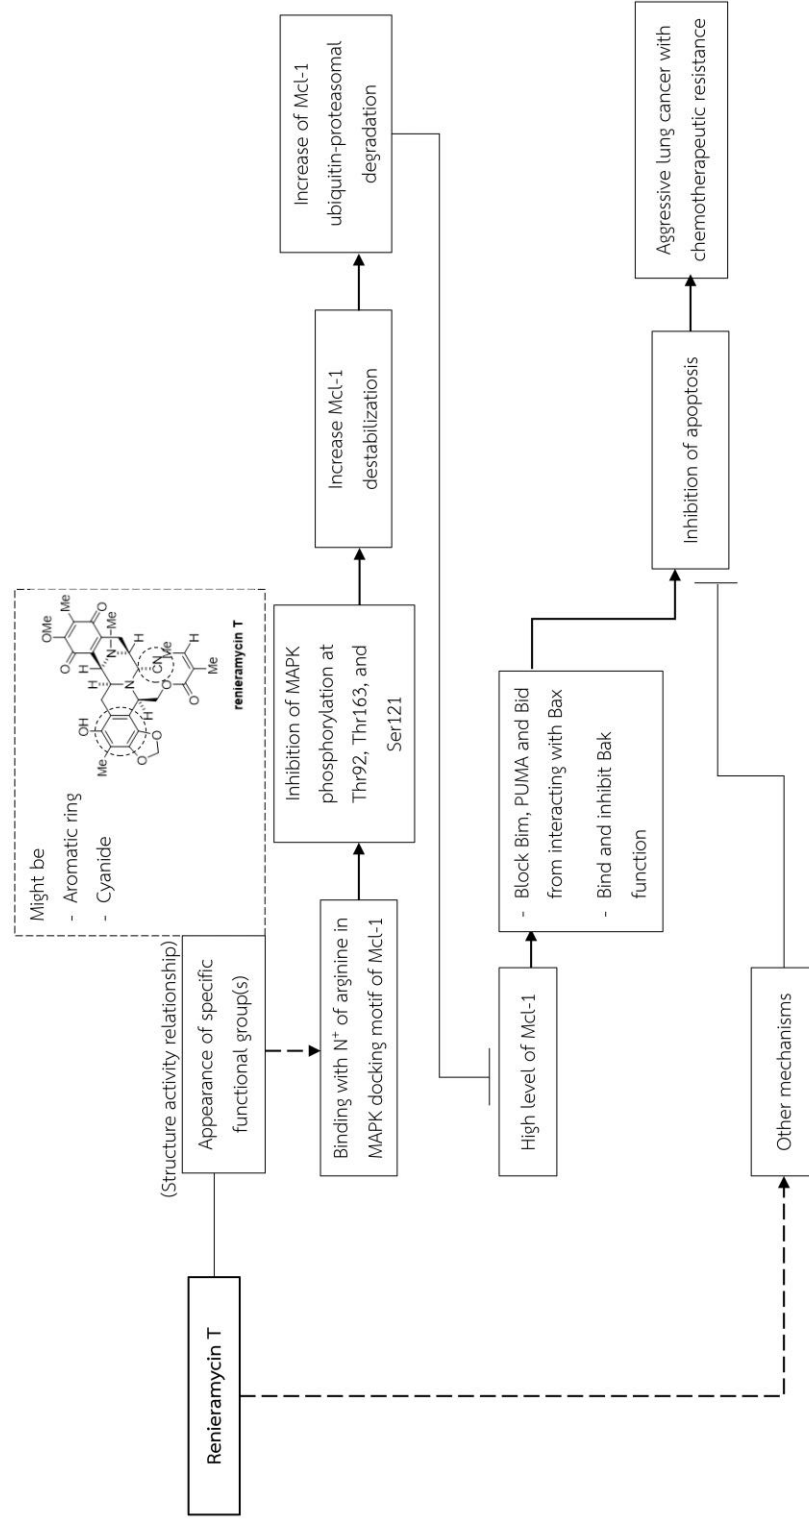 Renieramycin T
(Structure activity relationship)
Appearance of specific
functional group(s)
Might be
- Aromatic ring
- Cyanide
OMe
Me
O
O
N
Me
H
H
H
N
CN
Me
H
O
O
Me
OH
Me
O
O
H
renieramycin T
Binding with N⁺ of arginine in
MAPK docking motif of Mcl-1
Inhibition of MAPK
phosphorylation at
Thr92, Thr163, and
Ser121
Increase Mcl-1
destabilization
Increase of Mcl-1
ubiquitin-proteasomal
degradation
High level of Mcl-1
- Block Bim, PUMA and Bid
from interacting with Bax
- Bind and inhibit Bak
function
Inhibition of apoptosis
Aggressive lung cancer with
chemotherapeutic resistance
Other mechanisms